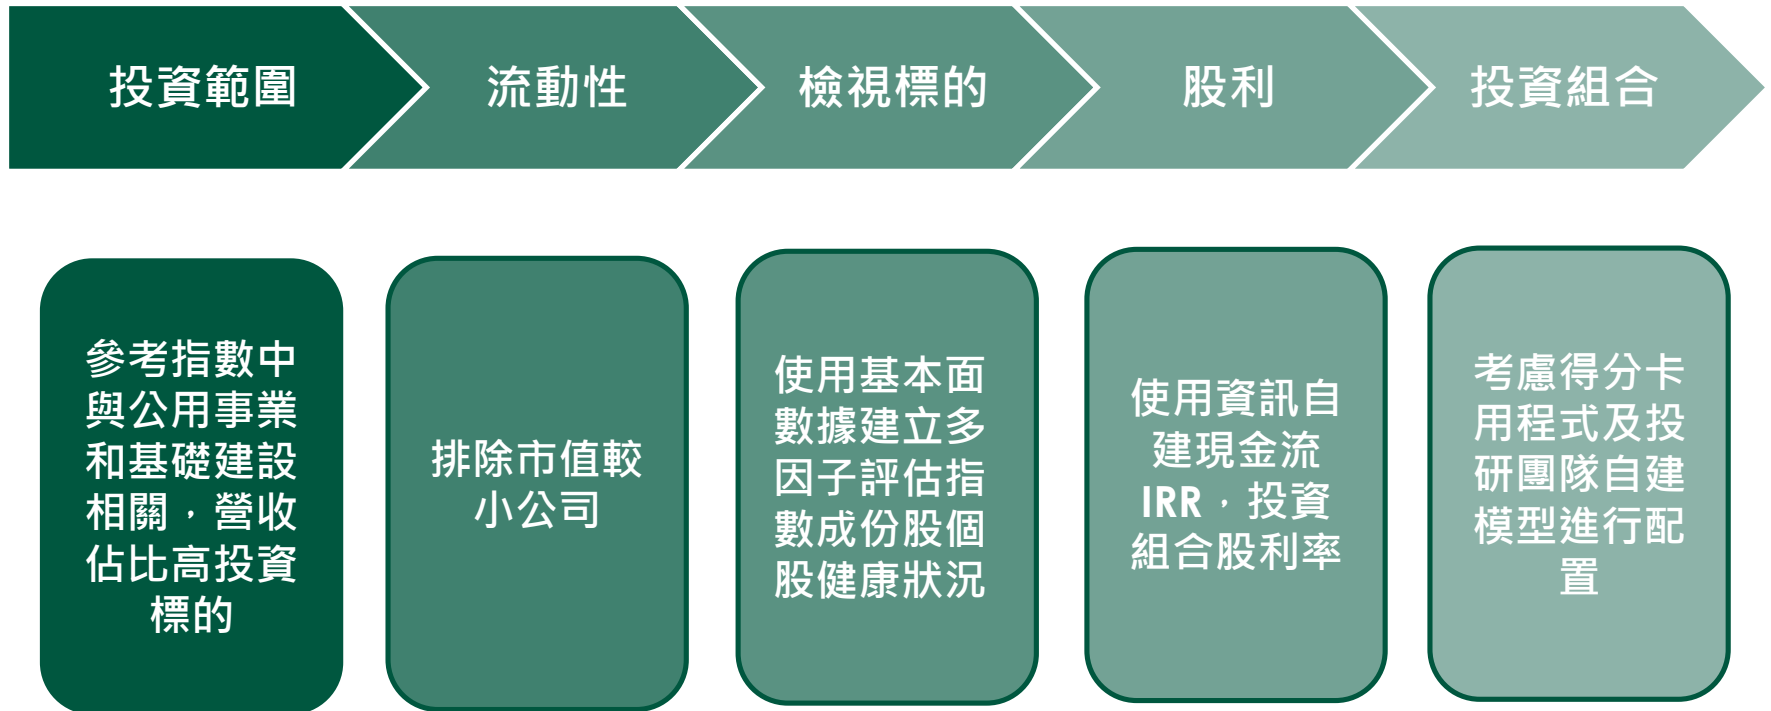 投資範圍
流動性
檢視標的
股利
投資組合
參考指數中
與公用事業
和基礎建設
相關，營收
佔比高投資
標的
排除市值較
小公司
使用基本面
數據建立多
因子評估指
數成份股個
股健康狀況
使用資訊自
建現金流
IRR，投資
組合股利率
考慮得分卡
用程式及投
研團隊自建
模型進行配
置